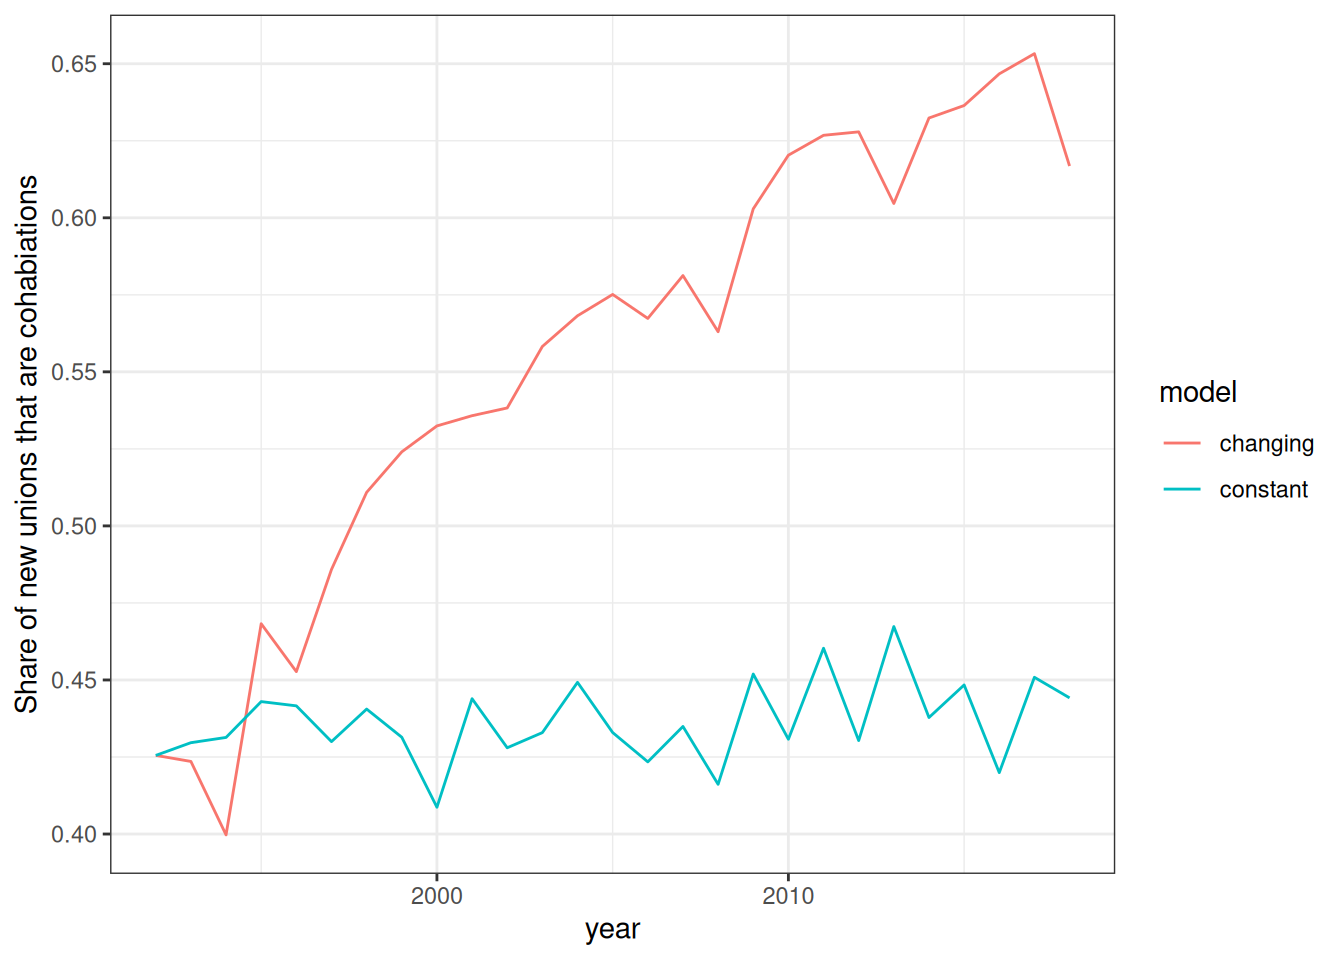 Share of new unions that are cohabiations
0.65
0.60
0.55
0.50
0.45
0.40
2000 2010
year
model
changing
constant